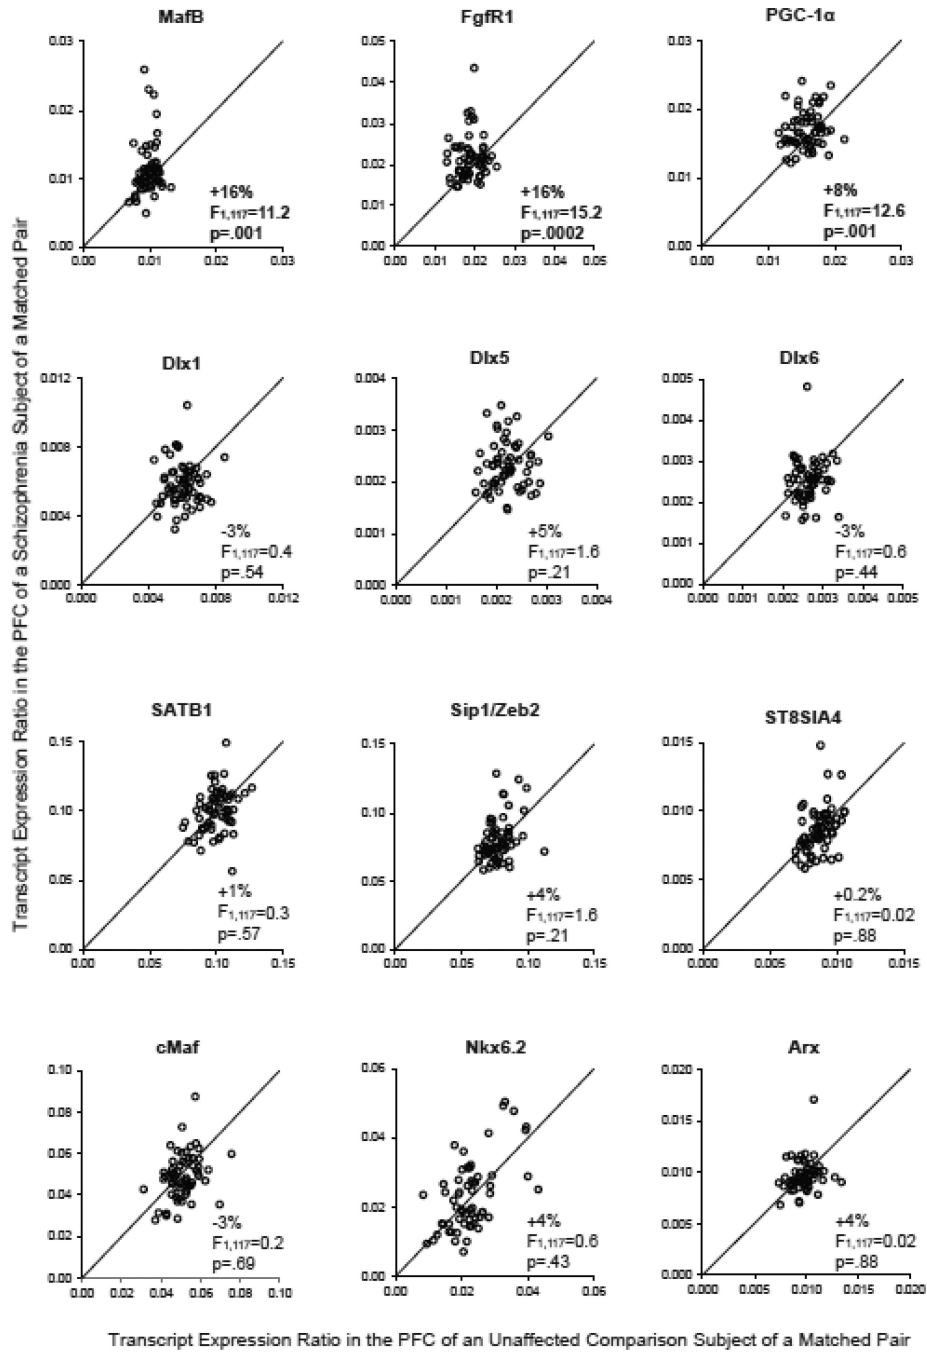 MafB
FgfR1
PGC-1α
Transcript Expression Ratio in the PFC of a Schizophrenia Subject of a Matched Pair
0.03
0.02
0.01
0.00
+16%
F1,117=11.2
p=.001
0.00 0.01 0.02 0.03
0.05
0.04
0.03
0.02
0.01
0.00
+16%
F1,117=15.2
p=.0002
0.00 0.01 0.02 0.03 0.04 0.05
0.03
0.02
0.01
0.00
+8%
F1,117=12.6
p=.001
0.00 0.01 0.02 0.03
Dlx1
0.012
0.008
0.004
0.000
-3%
F1,117=0.4
p=.54
0.000 0.004 0.008 0.012
Dlx5
0.004
0.003
0.002
0.001
0.000
+5%
F1,117=1.6
p=.21
0.000 0.001 0.002 0.003 0.004
Dlx6
0.005
0.004
0.003
0.002
0.001
0.000
-3%
F1,117=0.6
p=.44
0.000 0.001 0.002 0.003 0.004 0.005
SATB1
0.15
0.10
0.05
0.00
+1%
F1,117=0.3
p=.57
0.00 0.05 0.10 0.15
Sip1/Zeb2
0.15
0.10
0.05
0.00
+4%
F1,117=1.6
p=.21
0.00 0.05 0.10 0.15
ST8SIA4
0.015
0.010
0.005
0.000
+0.2%
F1,117=0.02
p=.88
0.000 0.005 0.010 0.015
cMaf
0.10
0.08
0.06
0.04
0.02
0.00
-3%
F1,117=0.2
p=.69
0.00 0.02 0.04 0.06 0.08 0.10
Nkx6.2
0.06
0.04
0.02
0.00
+4%
F1,117=0.6
p=.43
0.00 0.02 0.04 0.06
Arx
0.020
0.015
0.010
0.005
0.000
+4%
F1,117=0.02
p=.88
0.000 0.005 0.010 0.015 0.020
Transcript Expression Ratio in the PFC of an Unaffected Comparison Subject of a Matched Pair